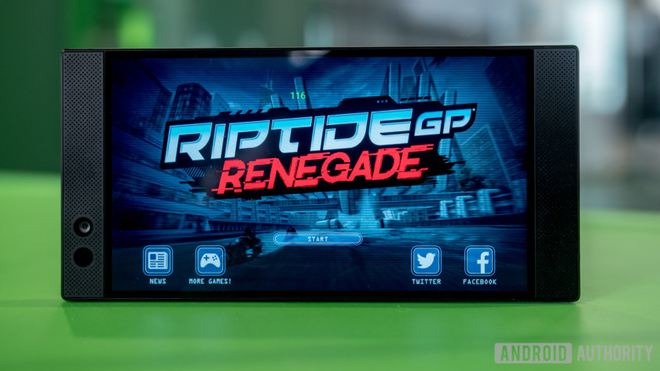 116
RIPTIDE GP
RENEGADE
START
NEWS
MORE GAMES!
TWITTER
FACEBOOK
ANDROID AUTHORITY